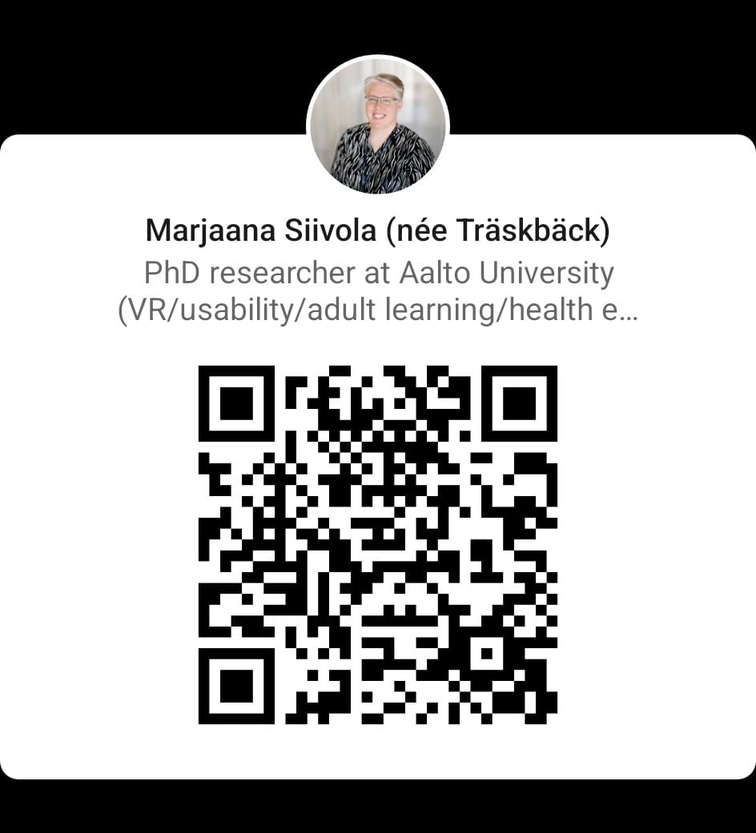 Marjaana Siivola (née Träskbäck)
PhD researcher at Aalto University
(VR/usability/adult learning/health e…